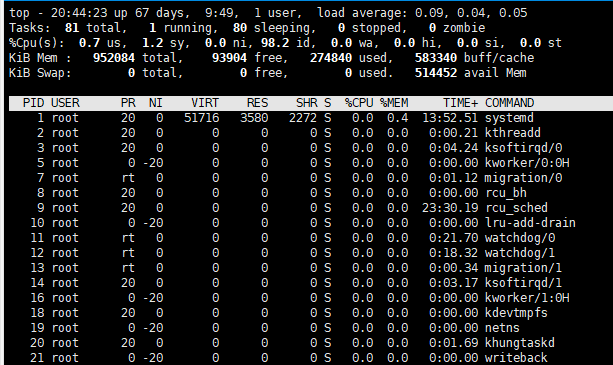 top - 20:44:23 up 67 days,  9:49,  1 user,  load average: 0.09, 0.04, 0.05
Tasks:  81 total,   1 running,  80 sleeping,   0 stopped,   0 zombie
%Cpu(s):  0.7 us,  1.2 sy,  0.0 ni, 98.2 id,  0.0 wa,  0.0 hi,  0.0 si,  0.0 st
KiB Mem :   952084 total,    93904 free,   274840 used,   583340 buff/cache
KiB Swap:        0 total,        0 free,        0 used.   514452 avail Mem
PID USER      PR  NI    VIRT    RES    SHR S  %CPU %MEM     TIME+ COMMAND
1 root      20   0   51716   3580   2272 S   0.0  0.4  13:52.51 systemd
2 root      20   0       0      0      0 S   0.0  0.0   0:00.21 kthreadd
3 root      20   0       0      0      0 S   0.0  0.0   0:04.24 ksoftirqd/0
5 root       0 -20       0      0      0 S   0.0  0.0   0:00.00 kworker/0:0H
7 root      rt   0       0      0      0 S   0.0  0.0   0:01.12 migration/0
8 root      20   0       0      0      0 S   0.0  0.0   0:00.00 rcu_bh
9 root      20   0       0      0      0 S   0.0  0.0  23:30.19 rcu_sched
10 root       0 -20       0      0      0 S   0.0  0.0   0:00.00 lru-add-drain
11 root      rt   0       0      0      0 S   0.0  0.0   0:21.70 watchdog/0
12 root      rt   0       0      0      0 S   0.0  0.0   0:18.32 watchdog/1
13 root      rt   0       0      0      0 S   0.0  0.0   0:00.34 migration/1
14 root      20   0       0      0      0 S   0.0  0.0   0:03.17 ksoftirqd/1
16 root       0 -20       0      0      0 S   0.0  0.0   0:00.00 kworker/1:0H
18 root      20   0       0      0      0 S   0.0  0.0   0:00.00 kdevtmpfs
19 root       0 -20       0      0      0 S   0.0  0.0   0:00.00 netns
20 root      20   0       0      0      0 S   0.0  0.0   0:01.69 khungtaskd
21 root       0 -20       0      0      0 S   0.0  0.0   0:00.00 writeback